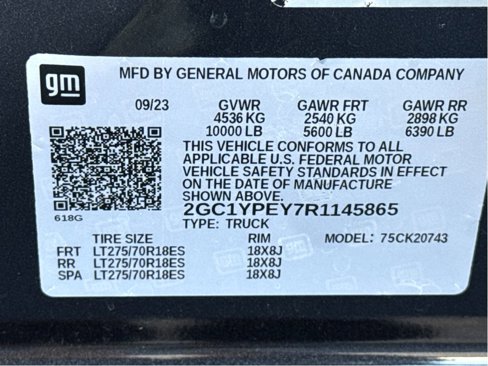 gm MFD BY GENERAL MOTORS OF CANADA COMPANY
09/23 GVWR GAWR FRT GAWR RR
4536 KG 2540 KG 2898 KG
10000 LB 5600 LB 6390 LB
THIS VEHICLE CONFORMS TO ALL
APPLICABLE U.S. FEDERAL MOTOR
VEHICLE SAFETY STANDARDS IN EFFECT
ON THE DATE OF MANUFACTURE
SHOWN ABOVE.
2GC1YPEY7R1145865
618G TYPE: TRUCK
TIRE SIZE RIM MODEL: 75CK20743
FRT LT275/70R18ES 18X8J
RR LT275/70R18ES 18X8J
SPA LT275/70R18ES 18X8J